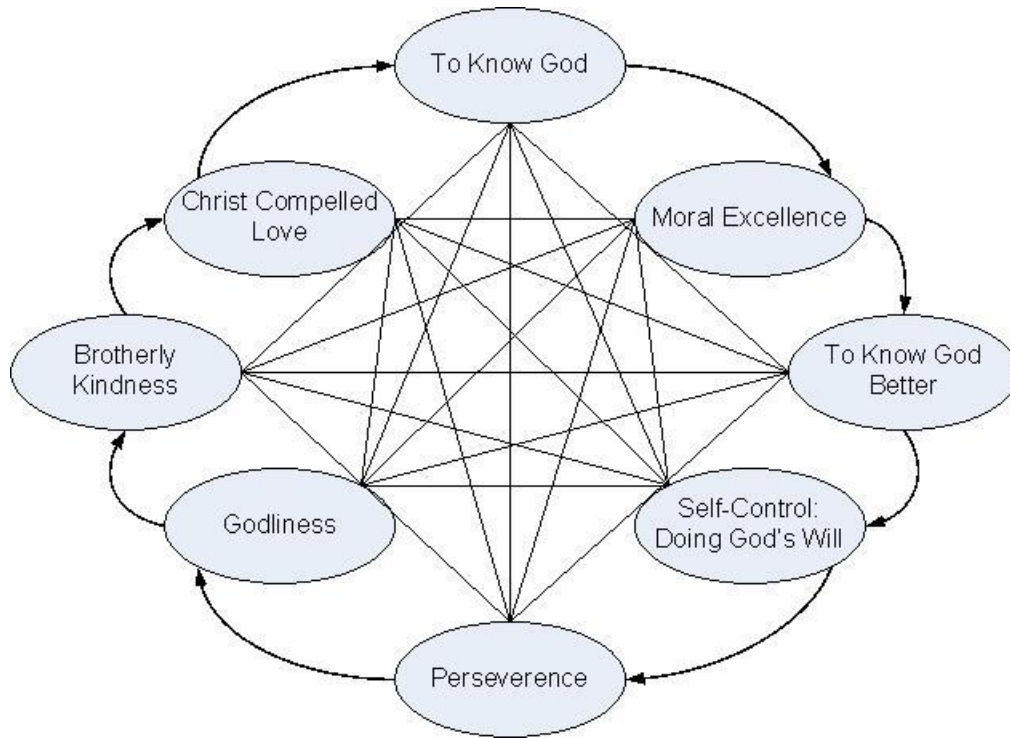 To Know God
Moral Excellence
To Know God
Better
Self-Control:
Doing God's Will
Perseverence
Godliness
Brotherly
Kindness
Christ Compelled
Love